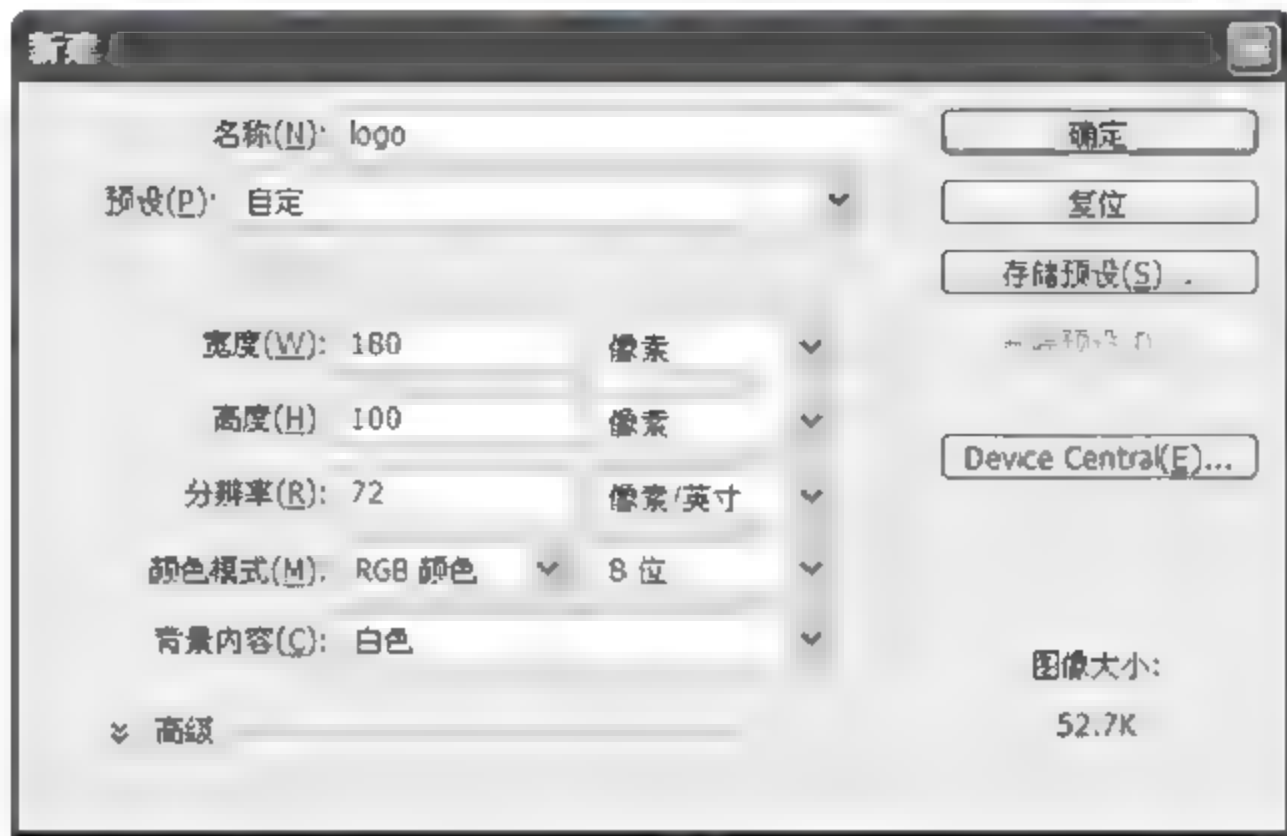 新建
名称(N): logo
确定
预设(P): 自定
复位
存储预设(S)
宽度(W): 180 像素
高度(H) 100 像素
Device Central(E)...
分辨率(R): 72 像素/英寸
颜色模式(M): RGB 颜色 8 位
背景内容(C): 白色
图像大小:
高级
52.7K